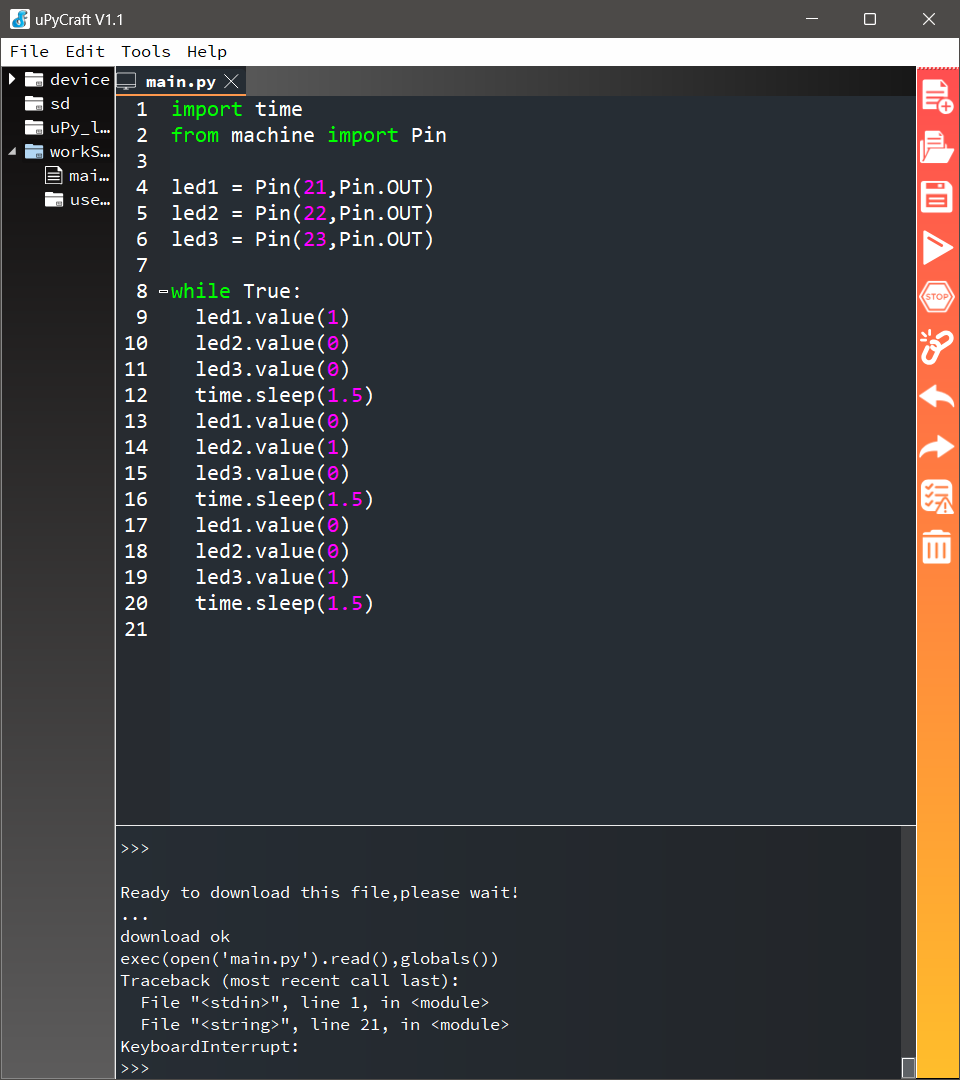 uPyCraft V1.1
File Edit Tools Help
device
sd
uPy_l...
workS...
mai...
use...
main.py
1 import time
2 from machine import Pin
3
4 led1 = Pin(21,Pin.OUT)
5 led2 = Pin(22,Pin.OUT)
6 led3 = Pin(23,Pin.OUT)
7
8 while True:
9 led1.value(1)
10 led2.value(0)
11 led3.value(0)
12 time.sleep(1.5)
13 led1.value(0)
14 led2.value(1)
15 led3.value(0)
16 time.sleep(1.5)
17 led1.value(0)
18 led2.value(0)
19 led3.value(1)
20 time.sleep(1.5)
21
STOP
>>>
Ready to download this file,please wait!
...
download ok
exec(open('main.py').read(),globals())
Traceback (most recent call last):
File "<stdin>", line 1, in <module>
File "<string>", line 21, in <module>
KeyboardInterrupt:
>>>